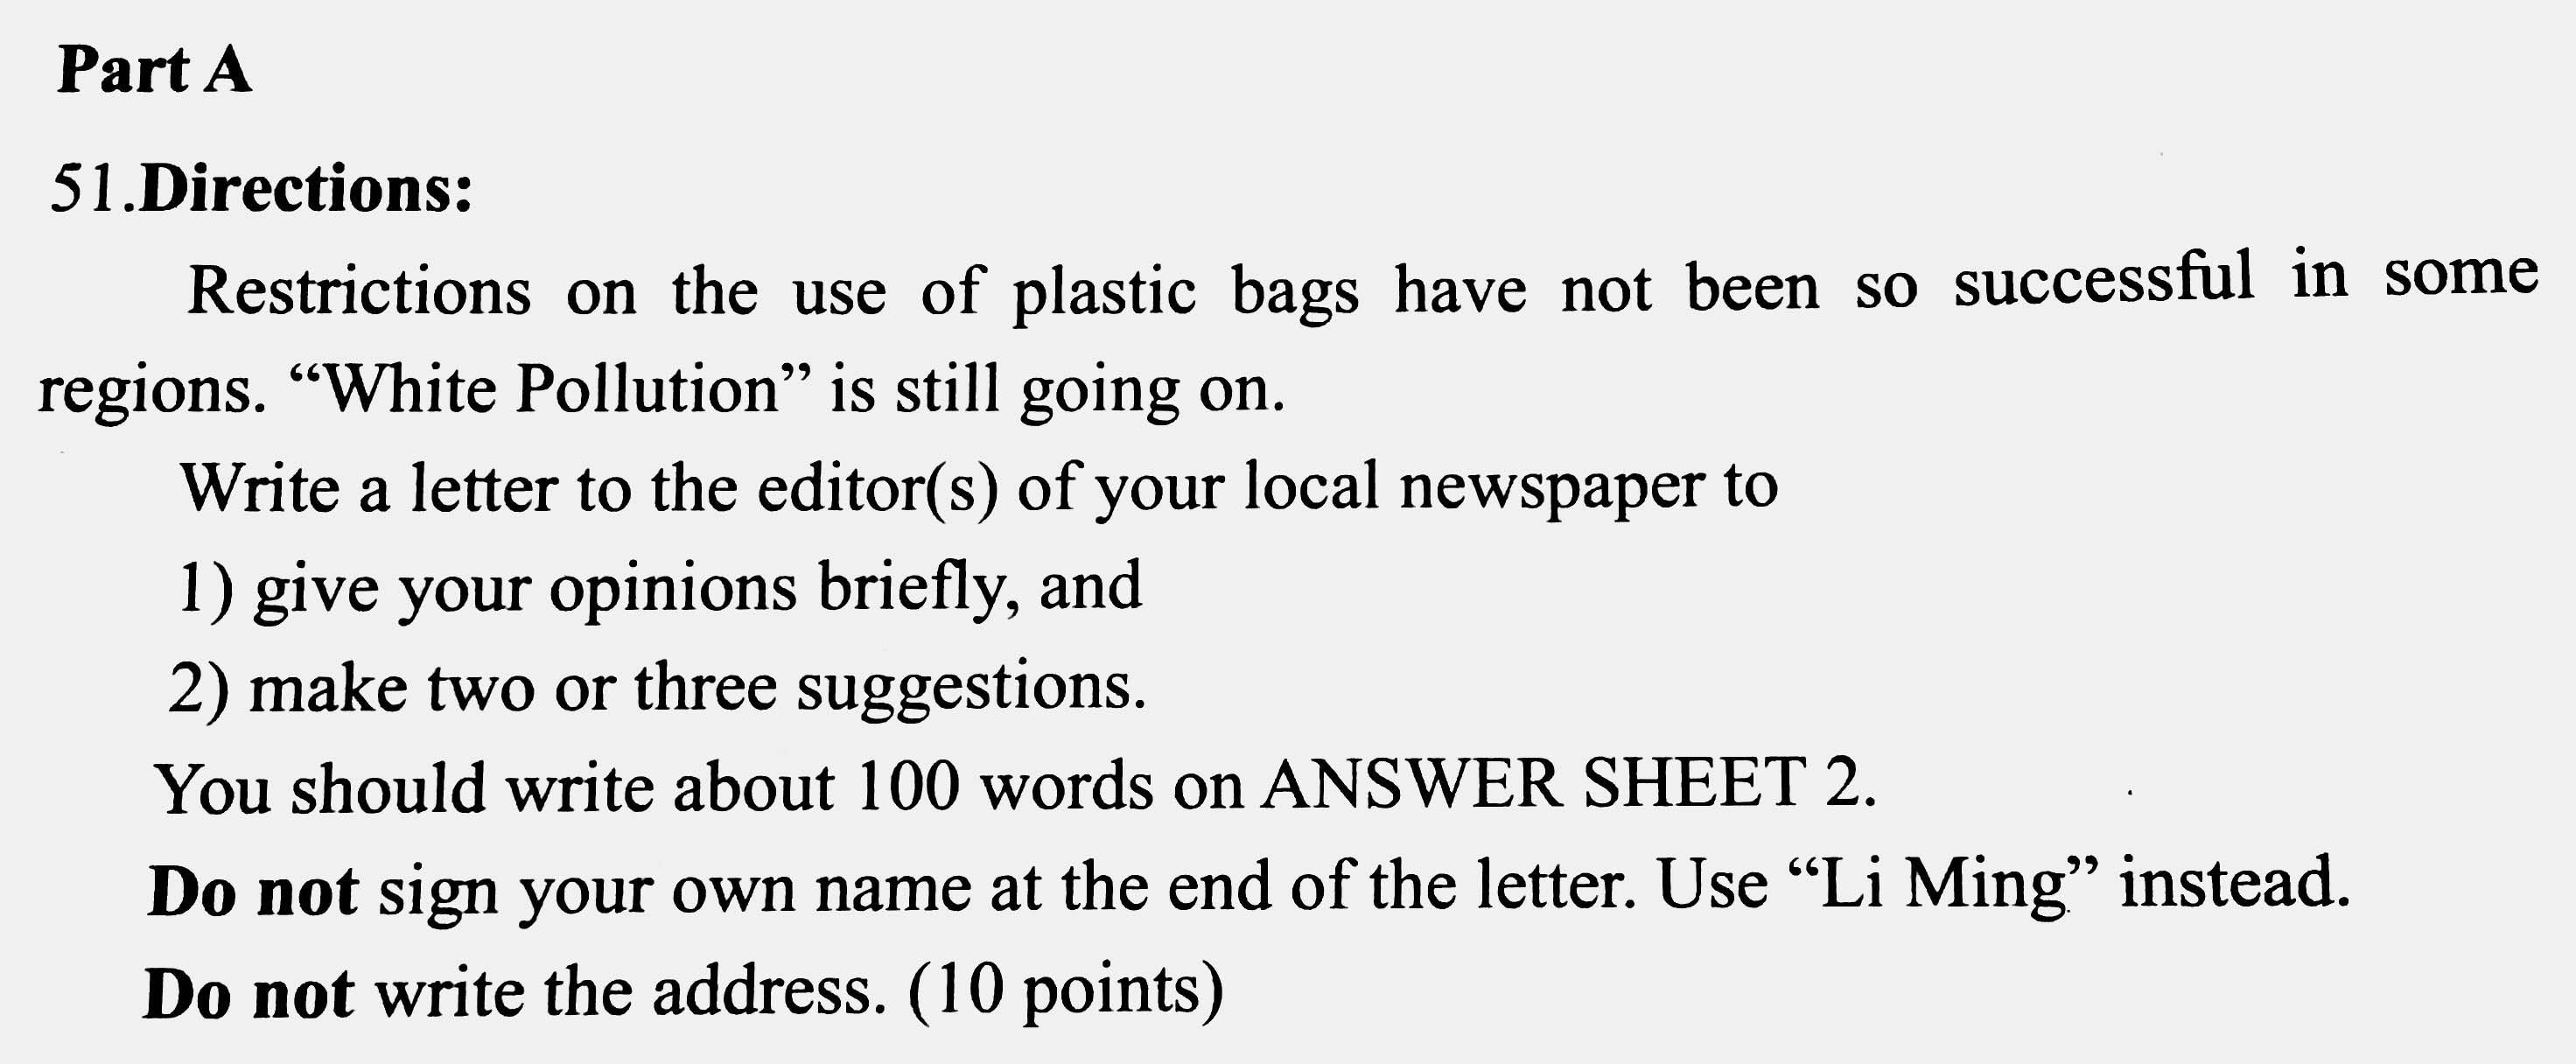 Part A
51.Directions:
Restrictions on the use of plastic bags have not been so successful in some
regions. “White Pollution” is still going on.
Write a letter to the editor(s) of your local newspaper to
1) give your opinions briefly, and
2) make two or three suggestions.
You should write about 100 words on ANSWER SHEET 2.
Do not sign your own name at the end of the letter. Use “Li Ming” instead.
Do not write the address. (10 points)